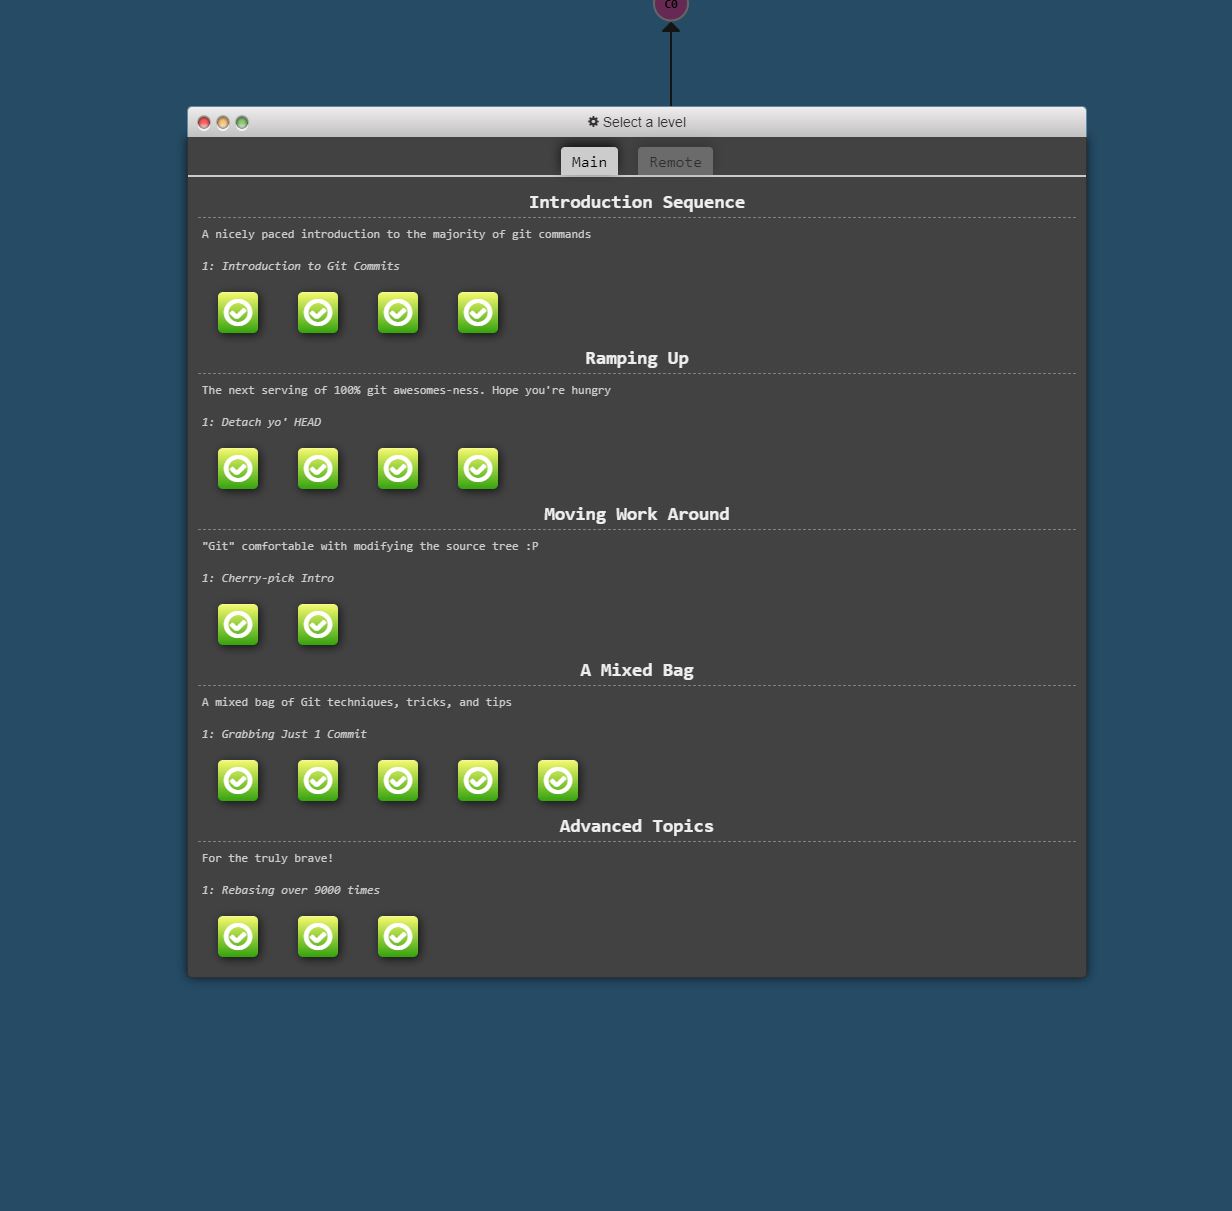 C0
Select a level
Main
Remote
Introduction Sequence
A nicely paced introduction to the majority of git commands
1: Introduction to Git Commits
Ramping Up
The next serving of 100% git awesomes-ness. Hope you're hungry
1: Detach yo' HEAD
Moving Work Around
"Git" comfortable with modifying the source tree :P
1: Cherry-pick Intro
A Mixed Bag
A mixed bag of Git techniques, tricks, and tips
1: Grabbing Just 1 Commit
Advanced Topics
For the truly brave!
1: Rebasing over 9000 times